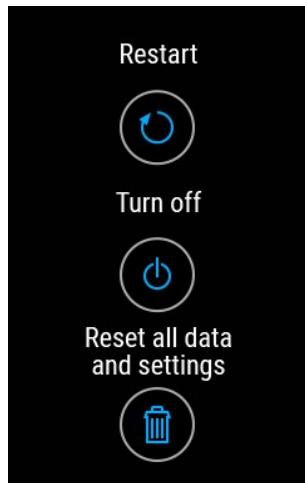 Restart
Turn off
Reset all data
and settings